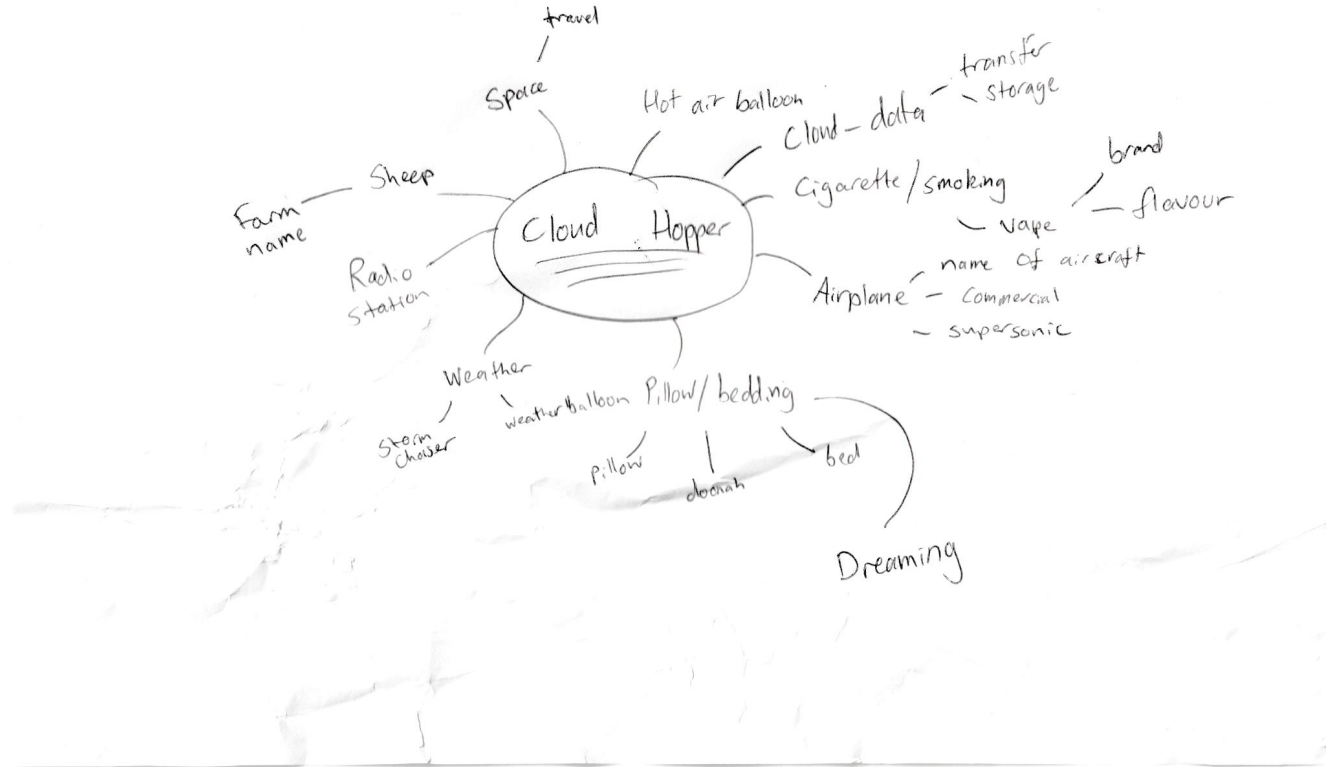 travel
Space
Hot air balloon
Cloud - data
transfer
storage
Sheep
Farm
name
Cigarette/smoking
vape
brand
flavour
Cloud Hopper
Radio
station
Airplane
name of aircraft
Commercial
supersonic
Weather
Storm
Chaser
weather balloon
Pillow/bedding
pillow
doonah
bed
Dreaming